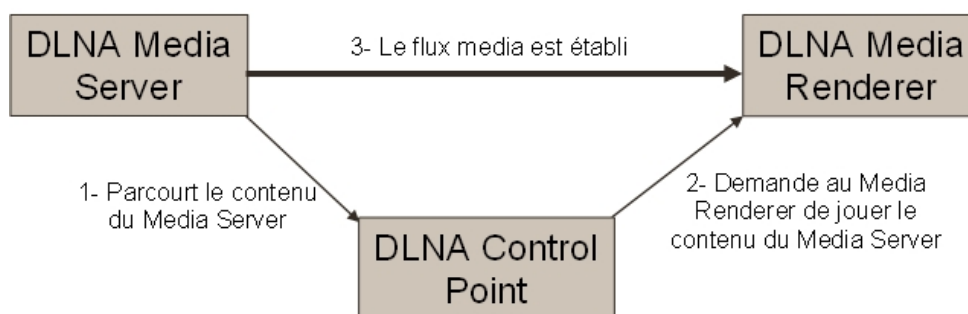 DLNA Media
Server
3- Le flux media est établi
DLNA Media
Renderer
1- Parcourt le contenu
du Media Server
2- Demande au Media
Renderer de jouer le
contenu du Media Server
DLNA Control
Point